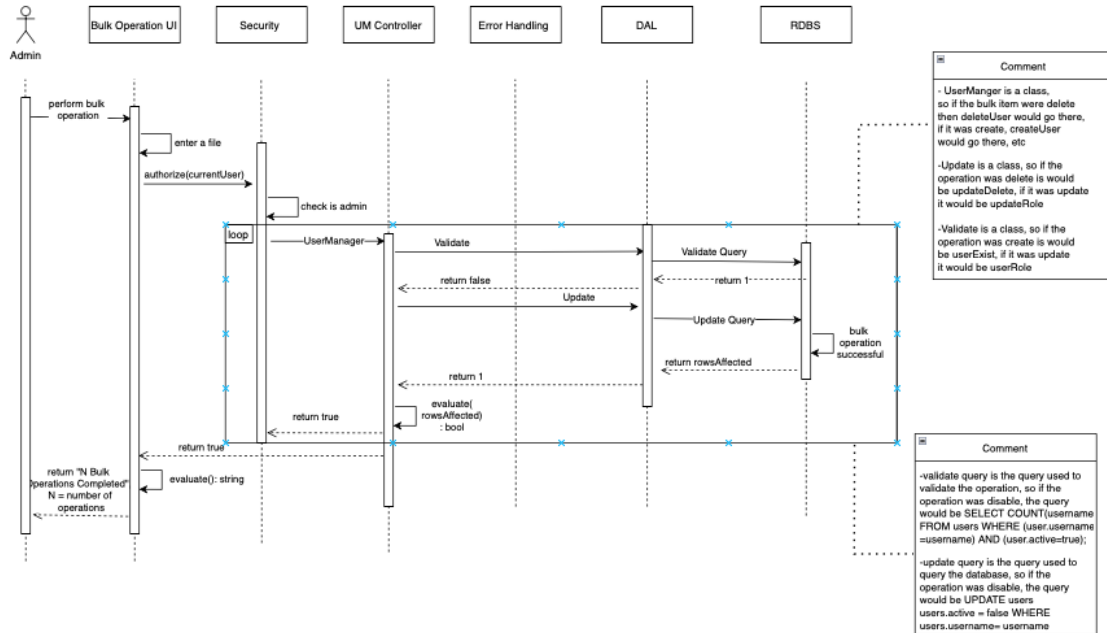 Admin
Bulk Operation UI
Security
UM Controller
Error Handling
DAL
RDBS
perform bulk
operation
enter a file
authorize(currentUser)
check is admin
loop
UserManager
Validate
Validate Query
return 1
return false
Update
Update Query
bulk
operation
successful
return rowsAffected
return 1
evaluate(
rowsAffected)
: bool
return true
return true
evaluate(): string
return "N Bulk
Operations Completed"
N = number of
operations
Comment
- UserManger is a class,
so if the bulk item were delete
then deleteUser would go there,
if it was create, createUser
would go there, etc
-Update is a class, so if the
operation was delete is would
be updateDelete, if it was update
it would be updateRole
-Validate is a class, so if the
operation was create is would
be userExist, if it was update
it would be userRole
Comment
-validate query is the query used to
validate the operation, so if the
operation was disable, the query
would be SELECT COUNT(username
FROM users WHERE (user.username
=username) AND (user.active=true);
-update query is the query used to
query the database, so if the
operation was disable, the query
would be UPDATE users
users.active = false WHERE
users.username= username